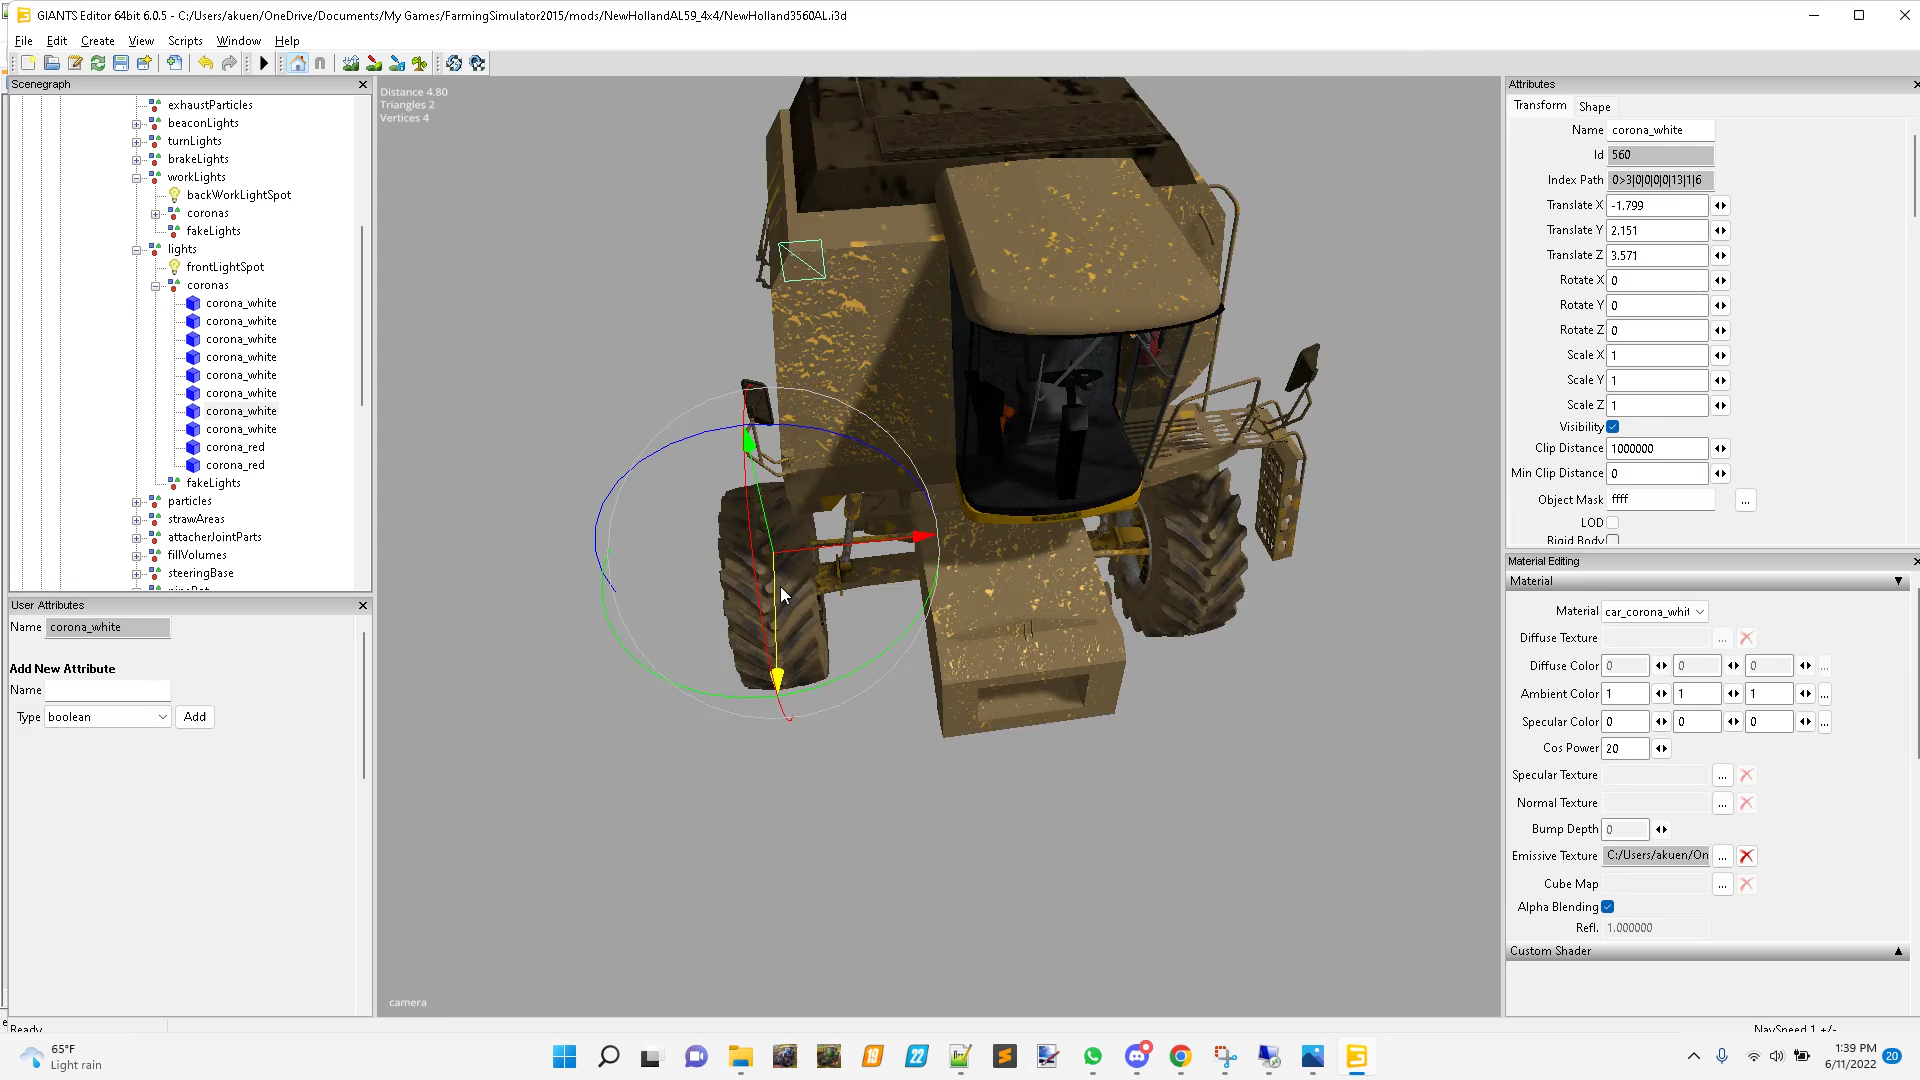 GIANTS Editor 64bit 6.0.5 - C:/Users/akuen/OneDrive/Documents/My Games/FarmingSimulator2015/mods/NewHollandAL59_4x4/NewHolland3560AL.i3d
File Edit Create View Scripts Window Help
Scenegraph
exhaustParticles
beaconLights
turnLights
brakeLights
workLights
backWorkLightSpot
coronas
fakeLights
lights
frontLightSpot
coronas
corona_white
corona_white
corona_white
corona_white
corona_white
corona_white
corona_white
corona_white
corona_red
corona_red
fakeLights
particles
strawAreas
attacherJointParts
fillVolumes
steeringBase
User Attributes
Name corona_white
Add New Attribute
Name
Type boolean Add
Ready
Distance 4.80
Triangles 2
Vertices 4
camera
Attributes
Transform Shape
Name corona_white
Id 560
Index Path 0>3|0|0|0|0|13|1|6
Translate X -1.799
Translate Y 2.151
Translate Z 3.571
Rotate X 0
Rotate Y 0
Rotate Z 0
Scale X 1
Scale Y 1
Scale Z 1
Visibility
Clip Distance 1000000
Min Clip Distance 0
Object Mask ffff ...
LOD
Rigid Body
Material Editing
Material
Material car_corona_whit
Diffuse Texture ...
Diffuse Color 0 0 0 ...
Ambient Color 1 1 1 ...
Specular Color 0 0 0 ...
Cos Power 20
Specular Texture ...
Normal Texture ...
Bump Depth 0
Emissive Texture C:/Users/akuen/On ...
Cube Map ...
Alpha Blending
Refl. 1.000000
Custom Shader
NavSpeed 1 +/-
65°F
Light rain
19 22
1:39 PM
6/11/2022
20